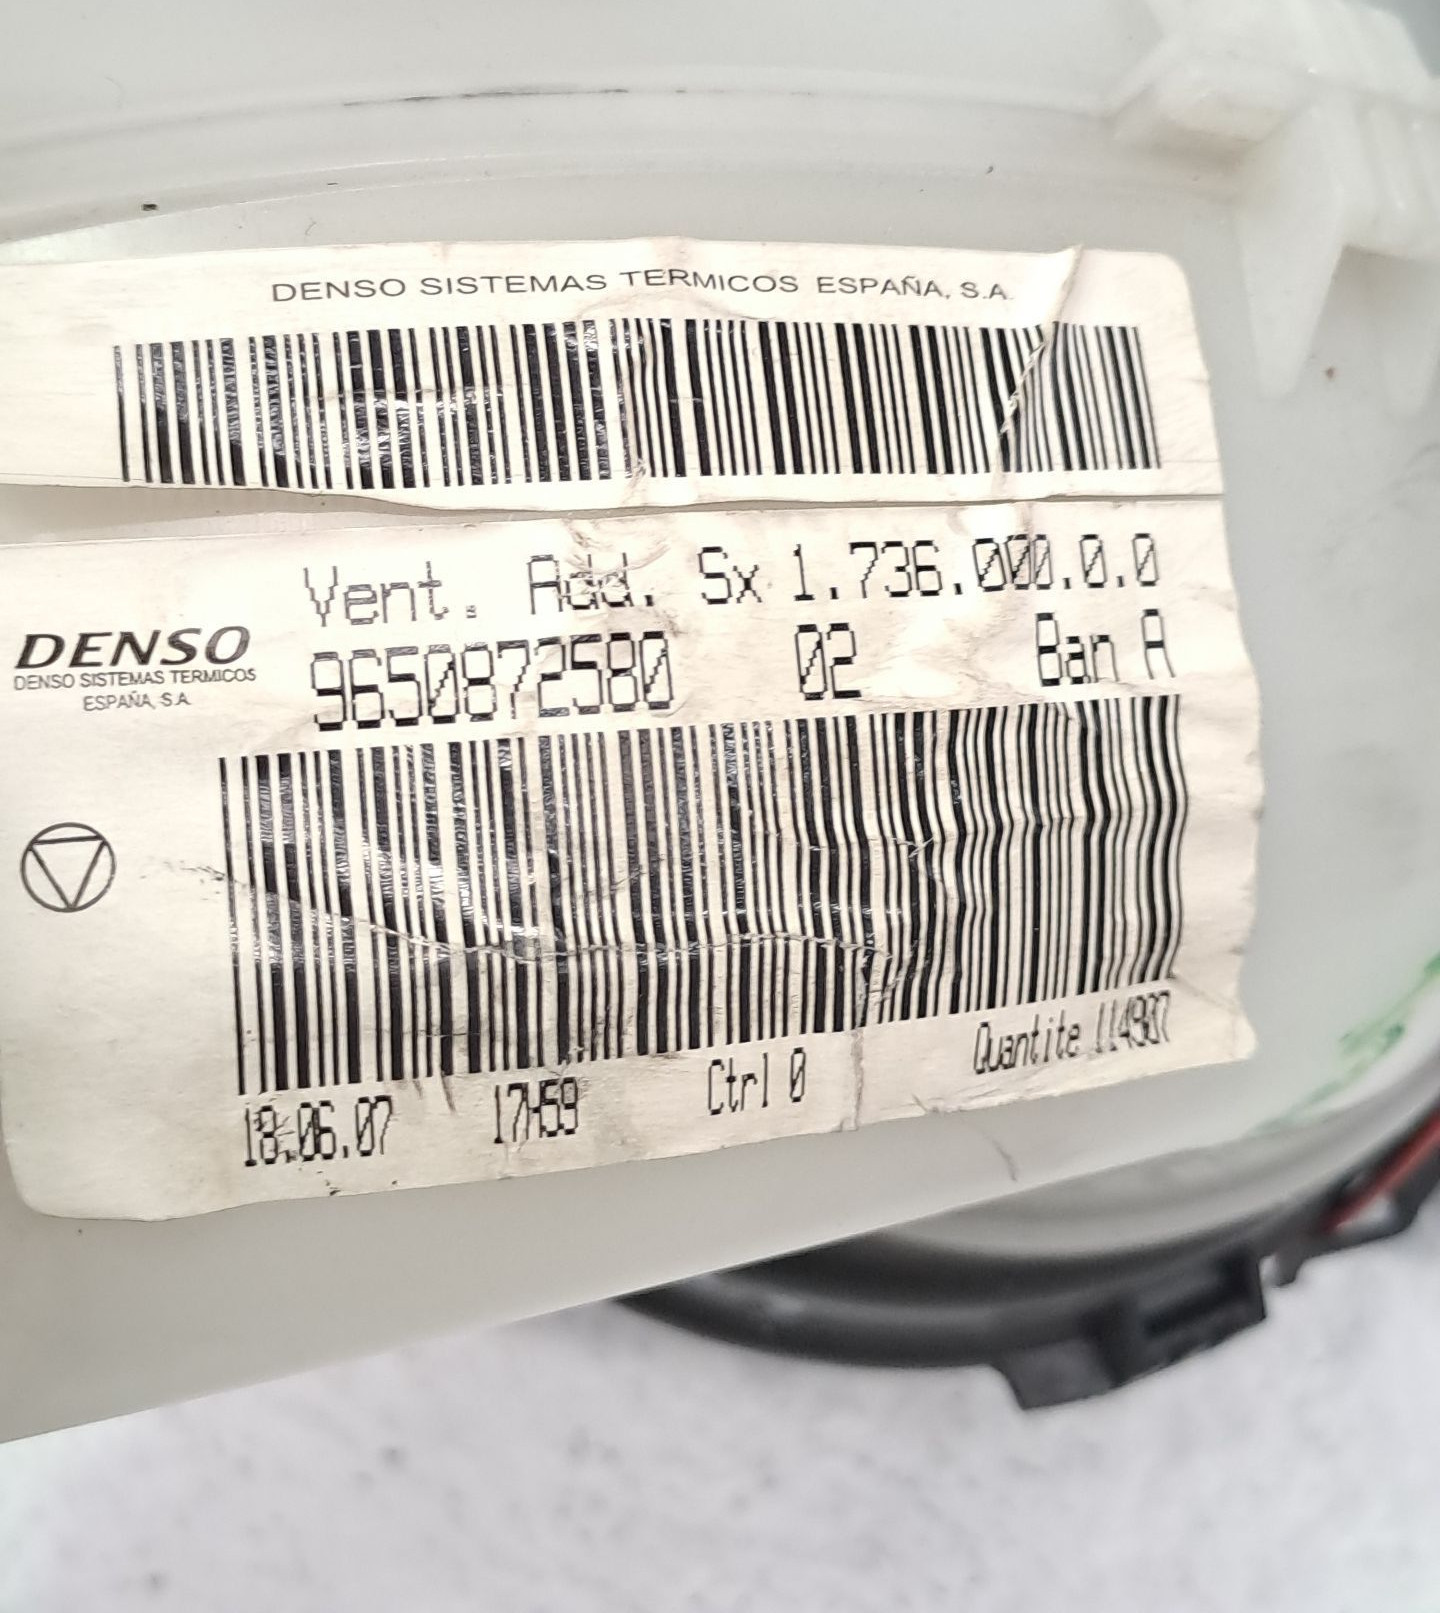 DENSO SISTEMAS TERMICOS ESPAÑA, S.A.
Vent. Add. Sx 1.736.000.0.0
9650872580 02 Ban A
DENSO
DENSO SISTEMAS TERMICOS
ESPAÑA, S.A.
Quantite 114907
18.06.07 17H59 Ctrl 0